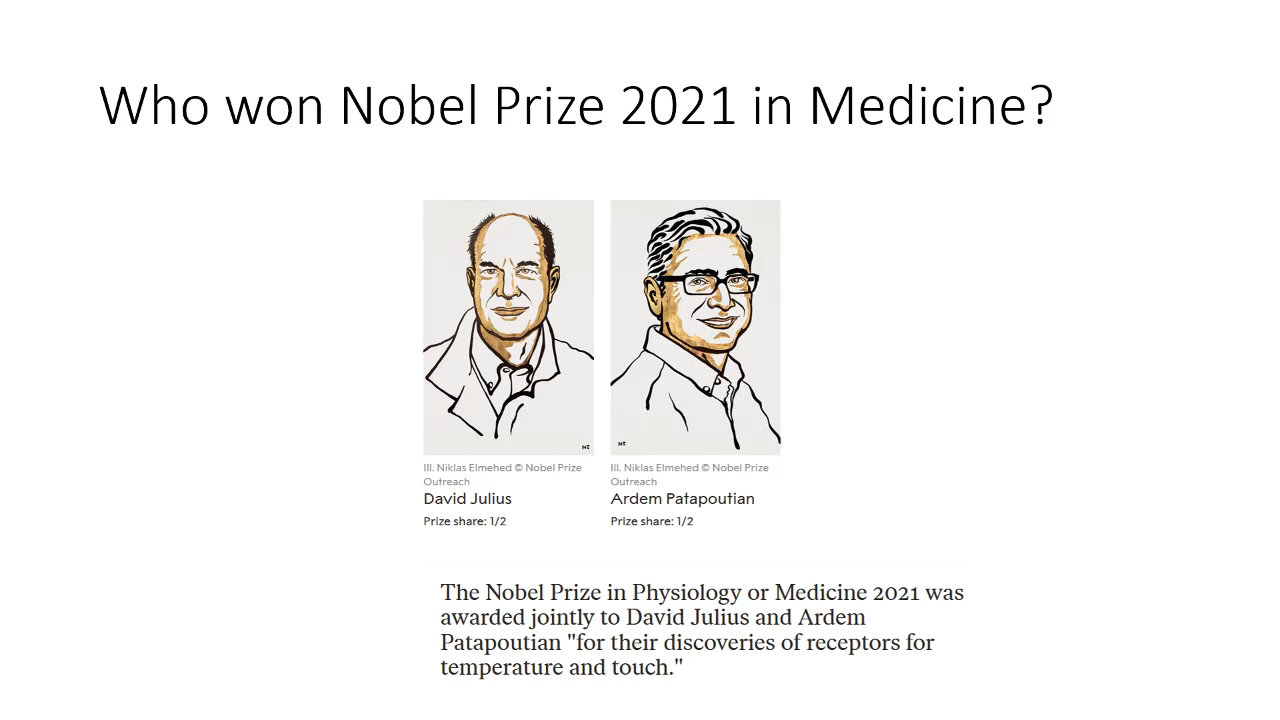 Who won Nobel Prize 2021 in Medicine?
III. Niklas Elmehed © Nobel Prize
Outreach
David Julius
Prize share: 1/2
III. Niklas Elmehed © Nobel Prize
Outreach
Ardem Patapoutian
Prize share: 1/2
The Nobel Prize in Physiology or Medicine 2021 was
awarded jointly to David Julius and Ardem
Patapoutian "for their discoveries of receptors for
temperature and touch."